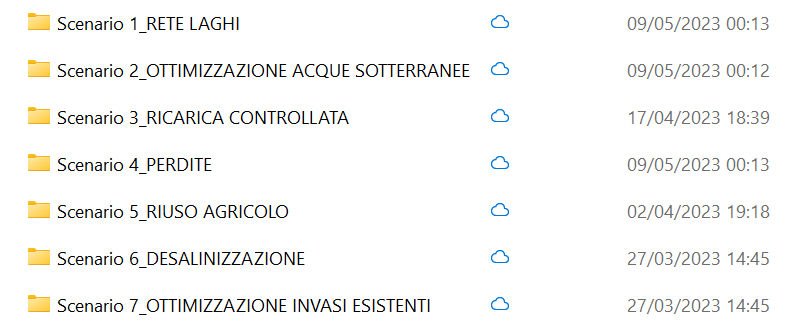 Scenario 1_RETE LAGHI 09/05/2023 00:13
Scenario 2_OTTIMIZZAZIONE ACQUE SOTTERRANEE 09/05/2023 00:12
Scenario 3_RICARICA CONTROLLATA 17/04/2023 18:39
Scenario 4_PERDITE 09/05/2023 00:13
Scenario 5_RIUSO AGRICOLO 02/04/2023 19:18
Scenario 6_DESALINIZZAZIONE 27/03/2023 14:45
Scenario 7_OTTIMIZZAZIONE INVASI ESISTENTI 27/03/2023 14:45